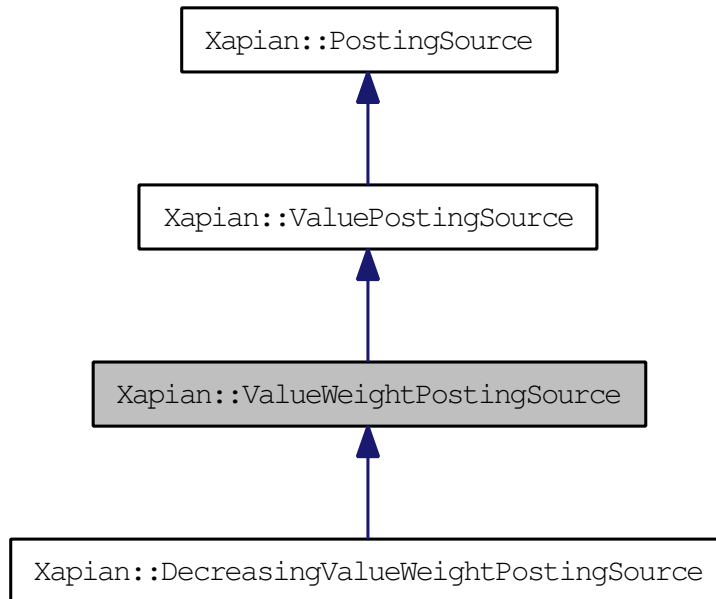 Xapian::PostingSource
Xapian::ValuePostingSource
Xapian::ValueWeightPostingSource
Xapian::DecreasingValueWeightPostingSource